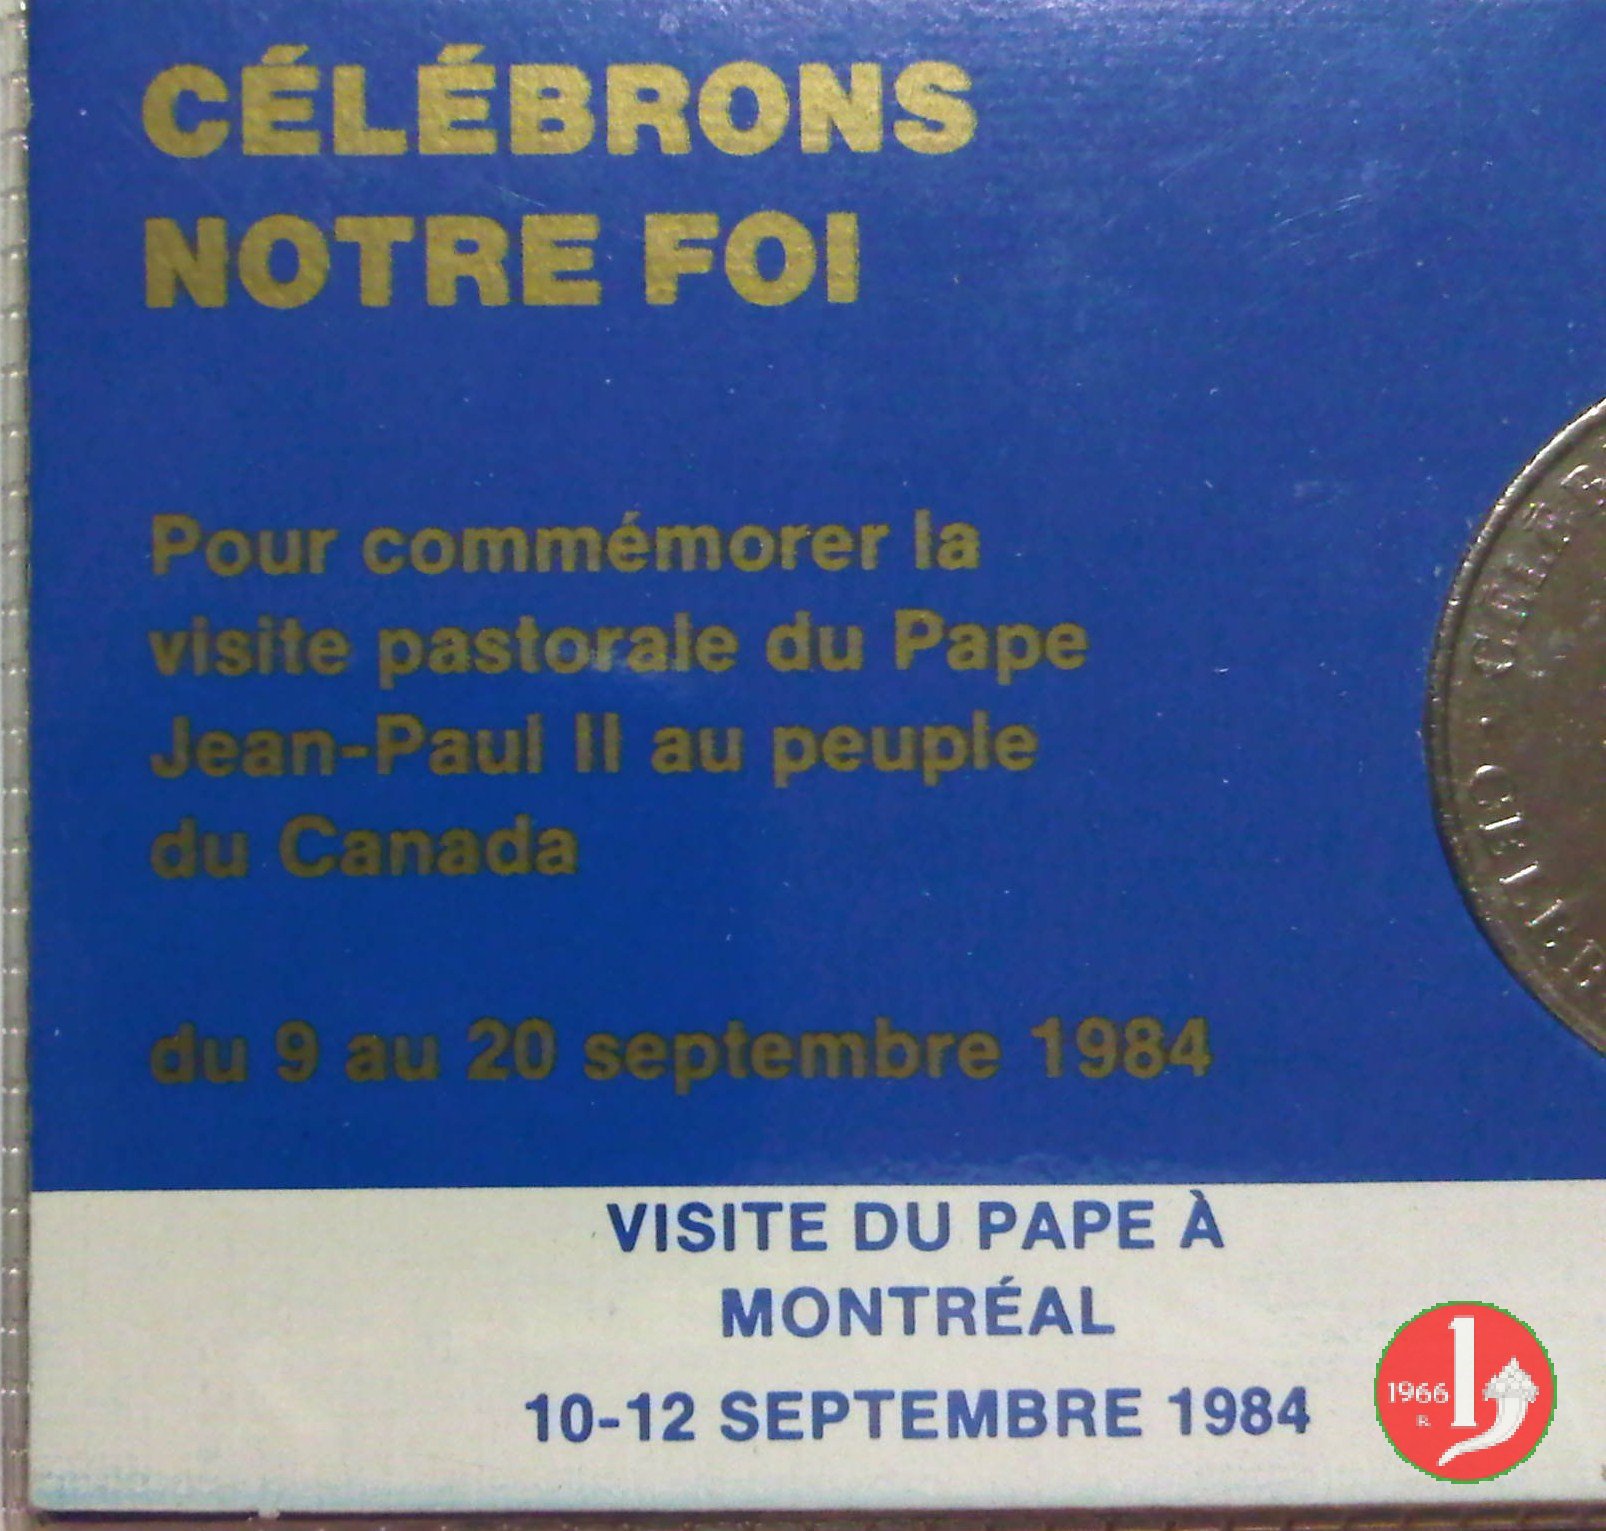 CÉLÉBRONS
NOTRE FOI
Pour commémorer la
visite pastorale du Pape
Jean-Paul II au peuple
du Canada
du 9 au 20 septembre 1984
VISITE DU PAPE À
MONTRÉAL
10-12 SEPTEMBRE 1984
1966
R